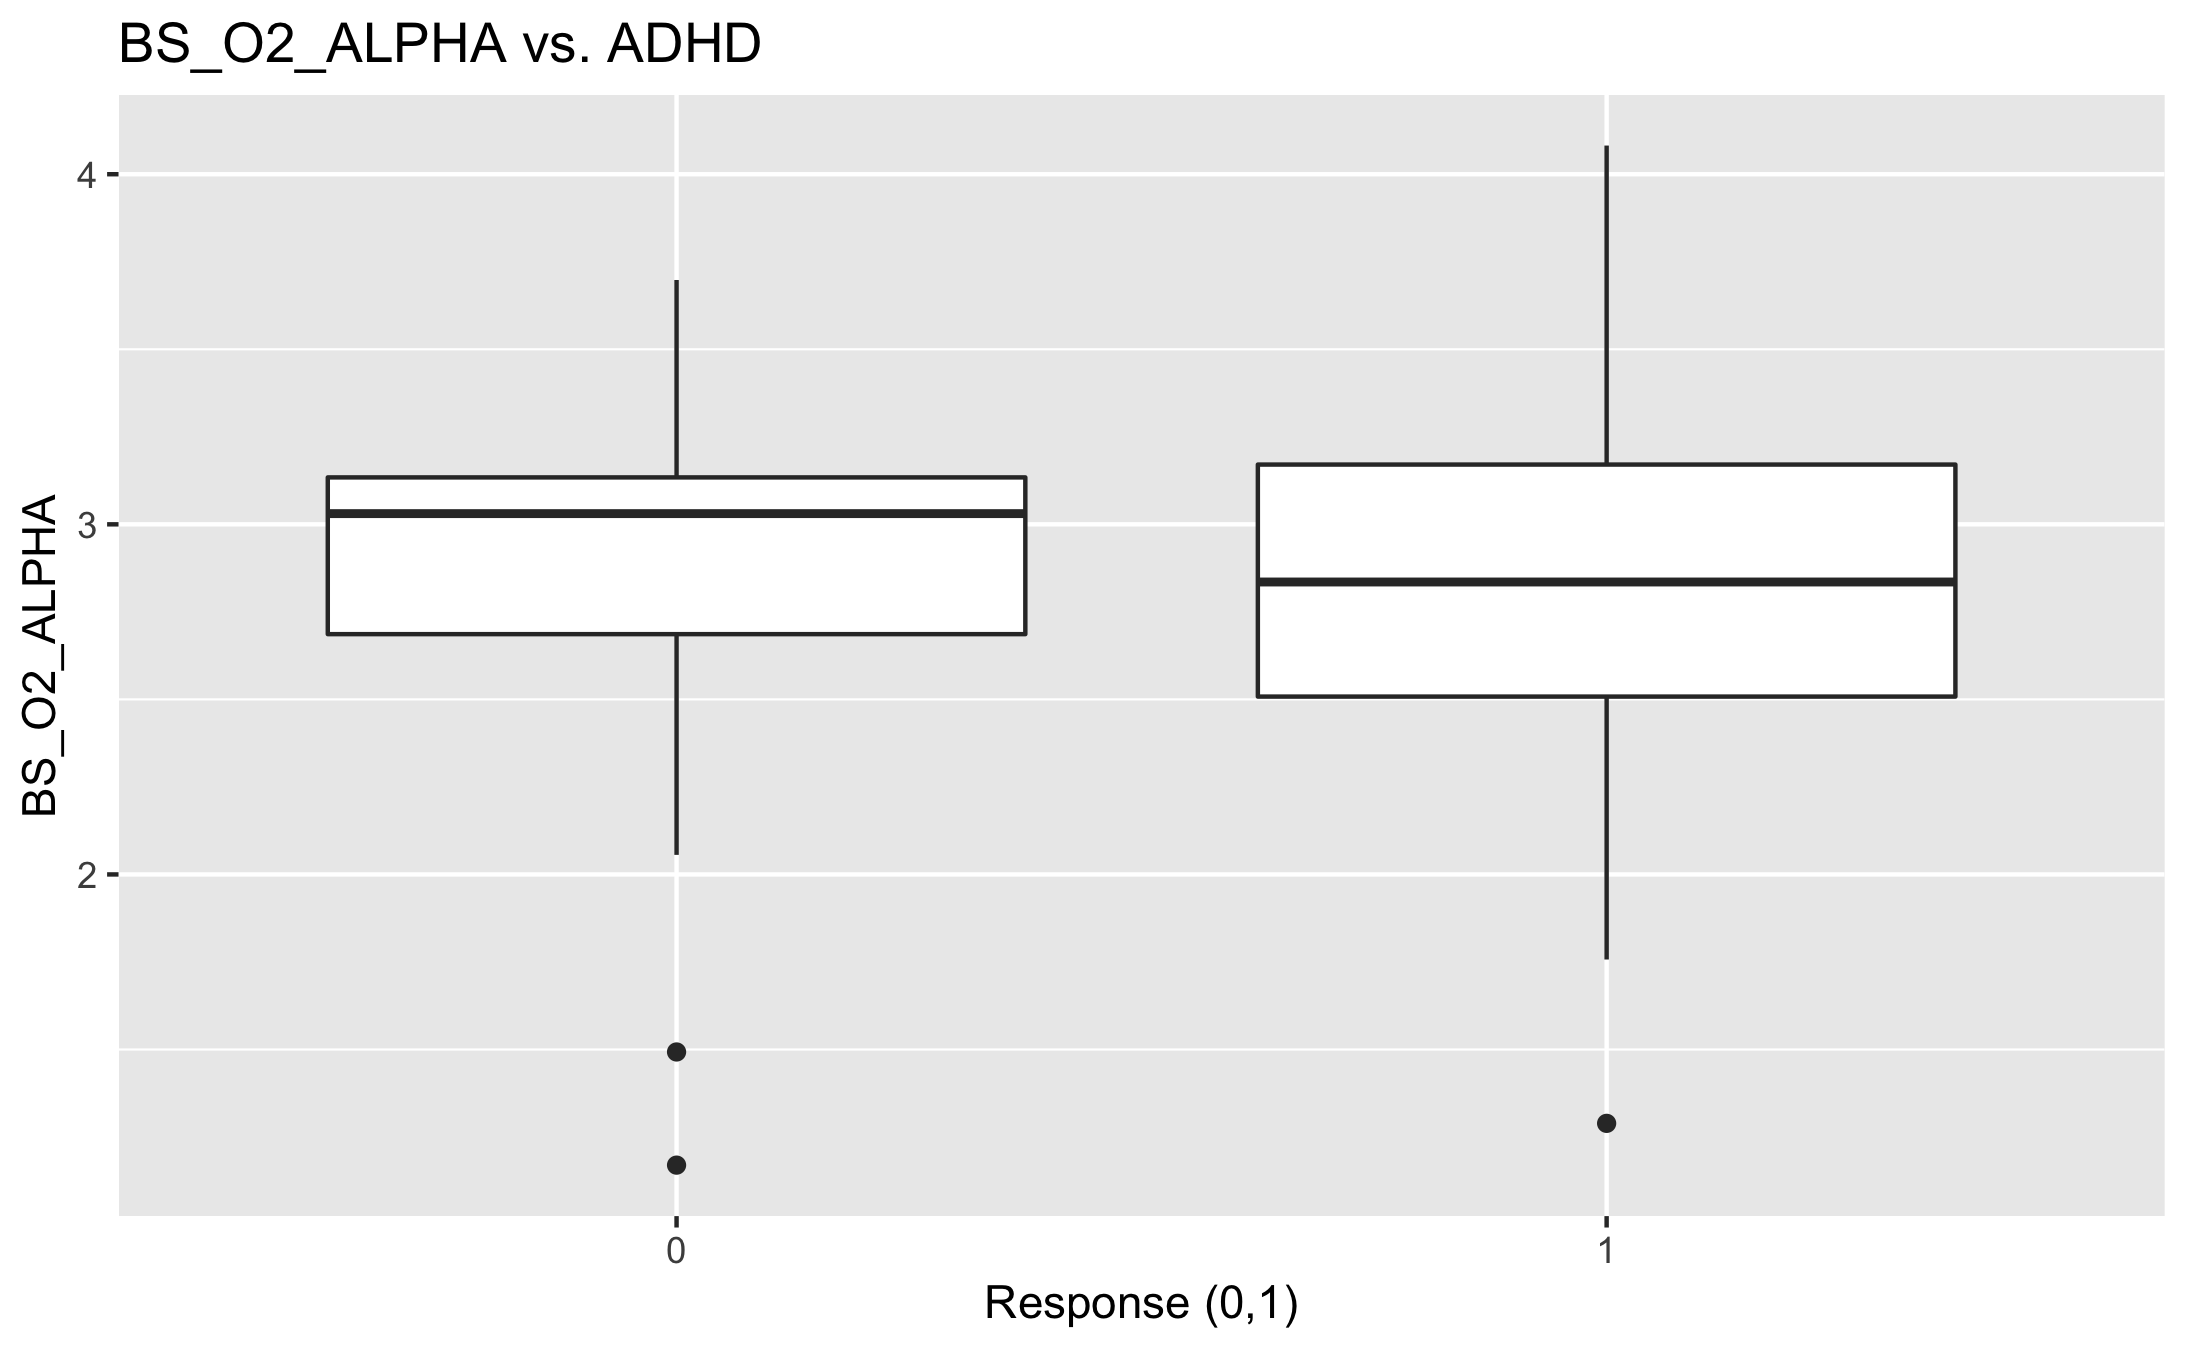 BS_O2_ALPHA vs. ADHD
BS_O2_ALPHA
4
3
2
0 1
Response (0,1)